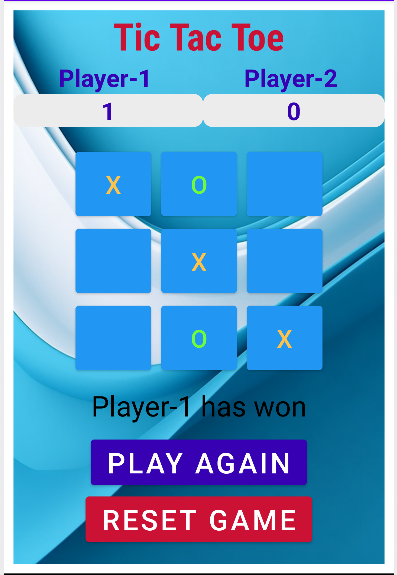 Tic Tac Toe
Player-1 Player-2
1 0
X O
X
O X
Player-1 has won
PLAY AGAIN
RESET GAME